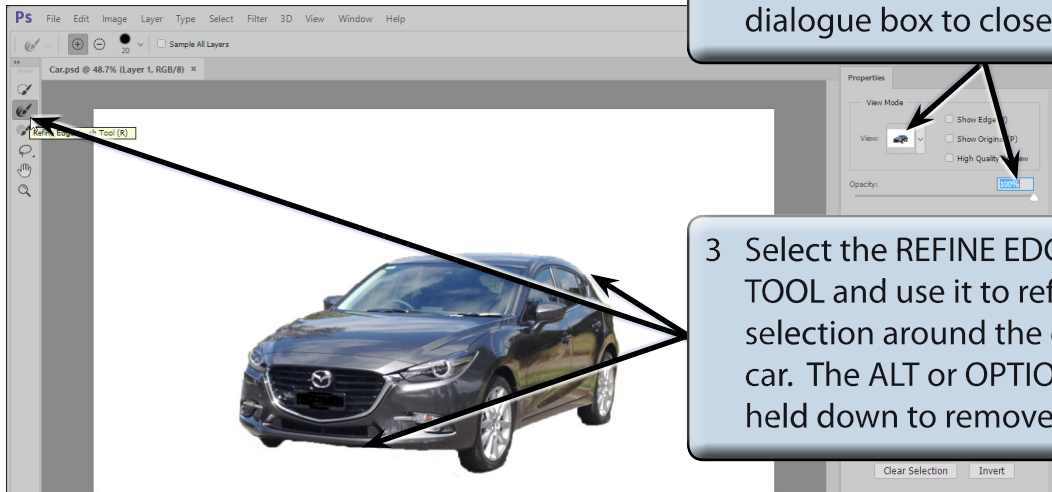 Ps File Edit Image Layer Type Select Filter 3D View Window Help
dialogue box to close
20 Sample All Layers
Car.psd @ 48.7% (Layer 1, RGB/8) ×
Properties
View Mode
Show Edge
View:
Show Original (P)
High Quality
Opacity: 100%
Tool (R)
3 Select the REFINE EDG
TOOL and use it to ref
selection around the
car. The ALT or OPTIO
held down to remove
Clear Selection Invert